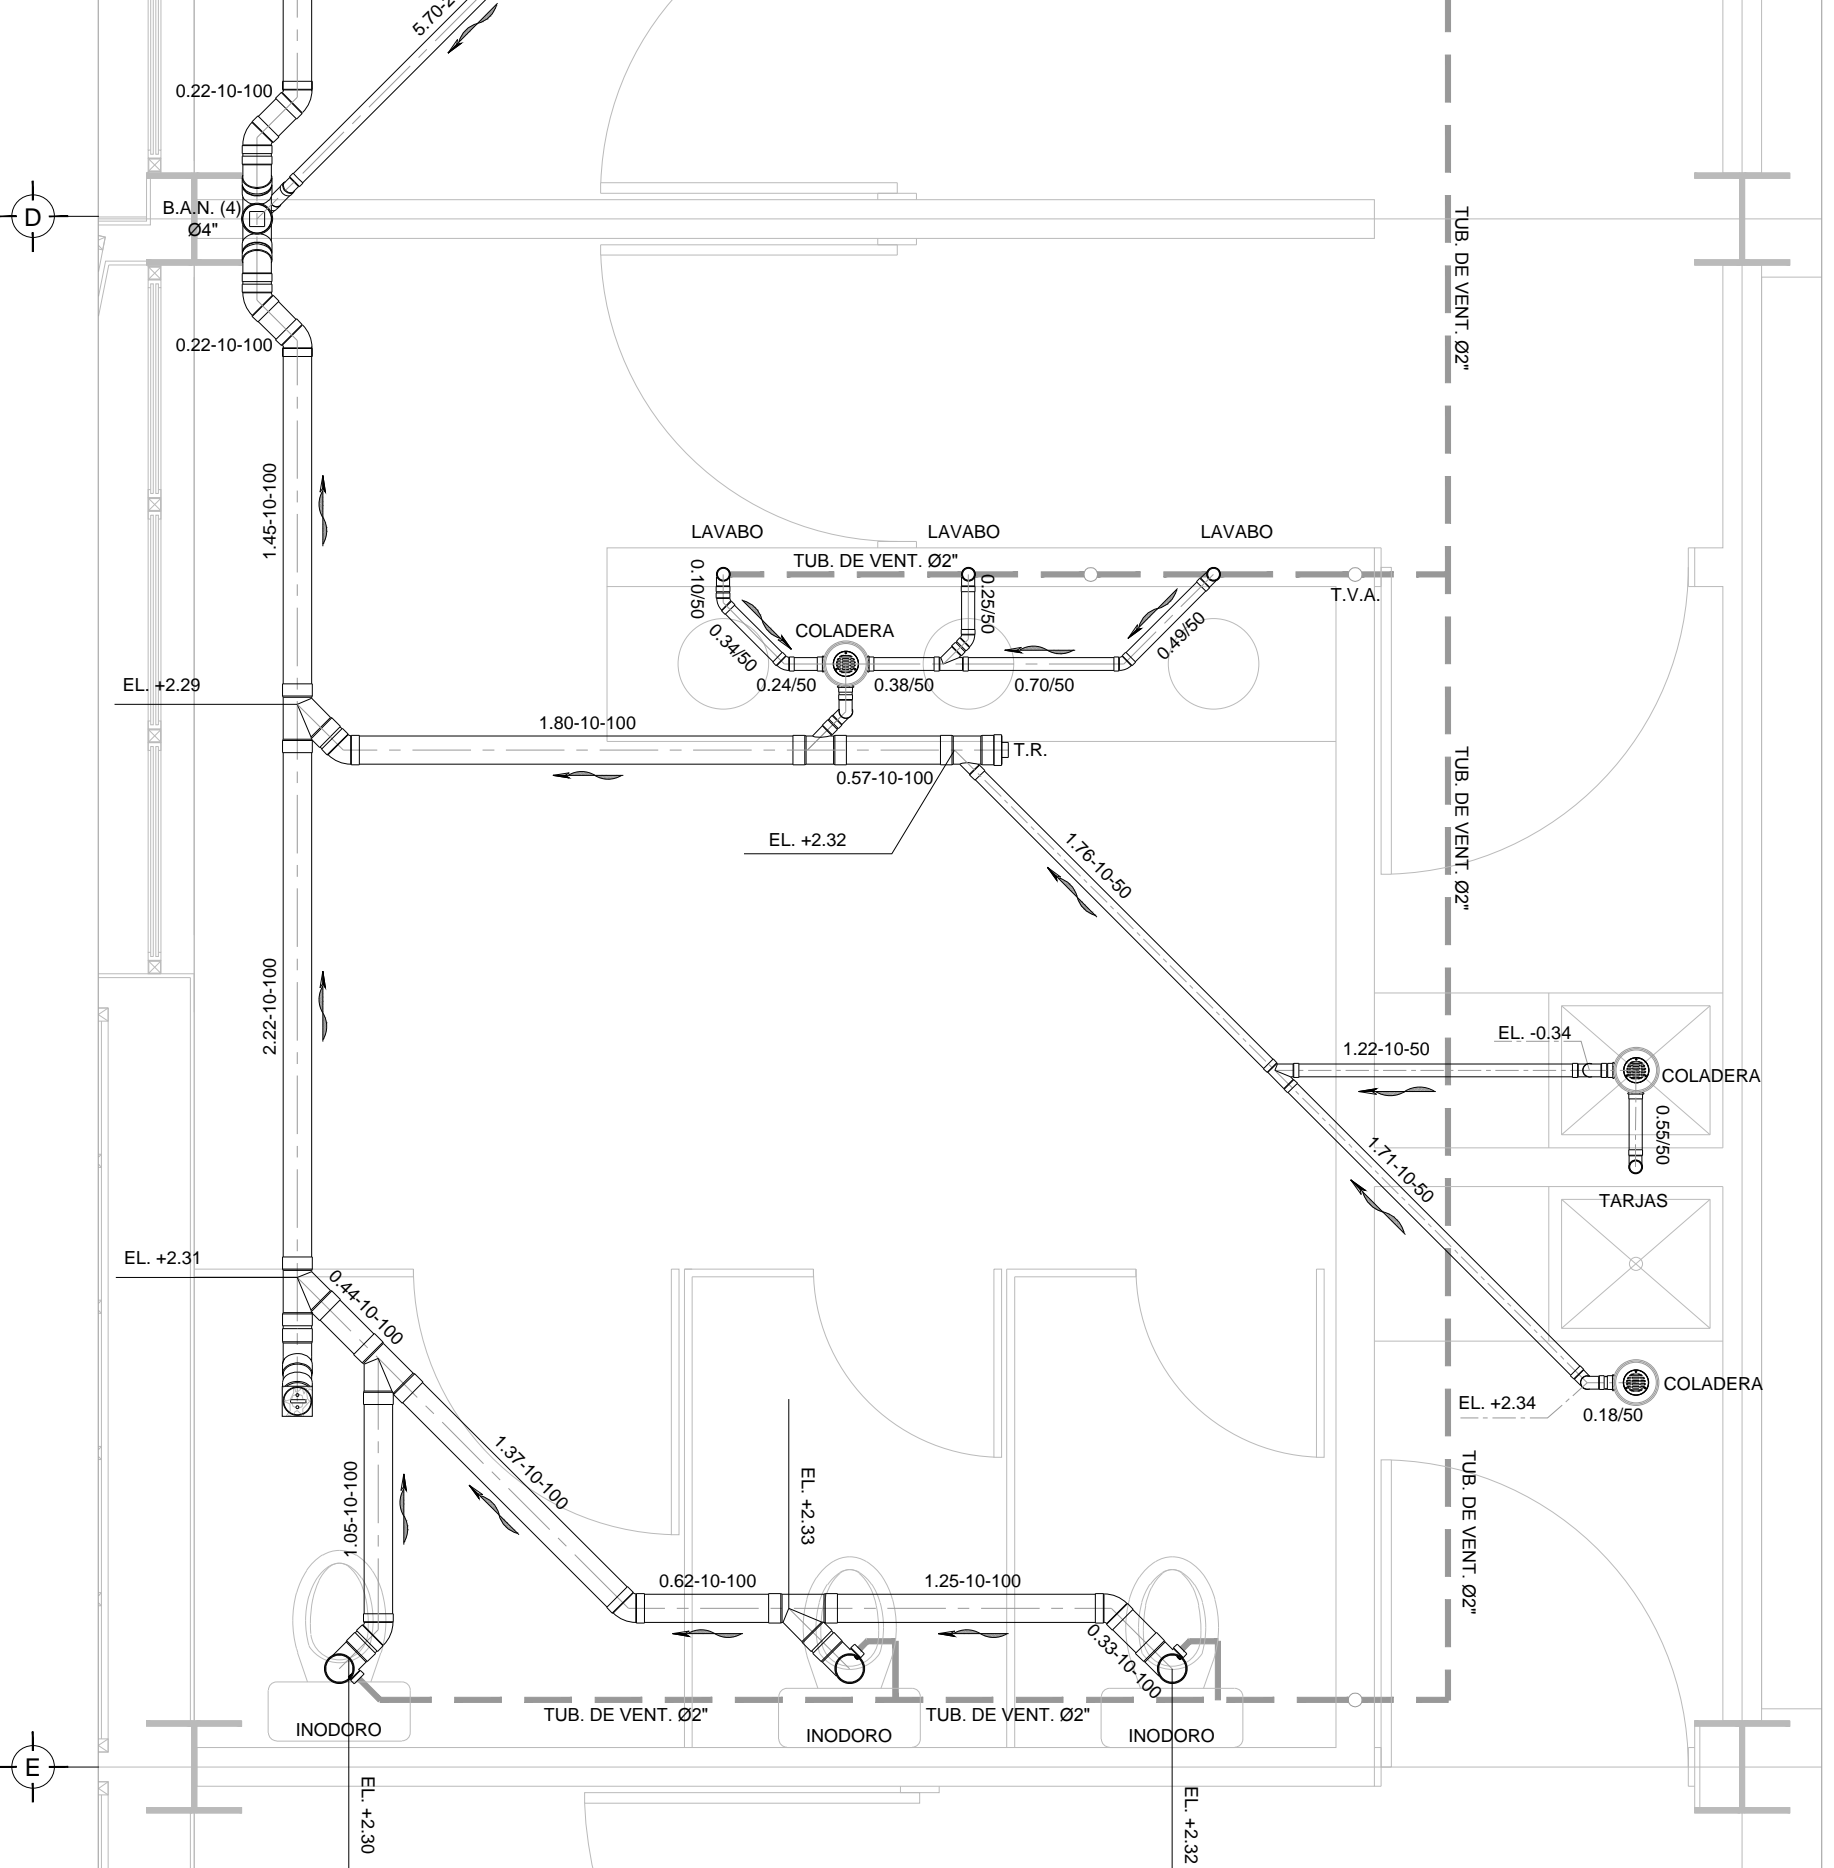 5.70-2
0.22-10-100
D
B.A.N. (4)
Ø4"
TUB. DE VENT. Ø2"
0.22-10-100
1.45-10-100
LAVABO
LAVABO
LAVABO
TUB. DE VENT. Ø2"
0.10/50
0.25/50
T.V.A.
COLADERA
0.34/50
0.49/50
0.24/50
0.38/50
0.70/50
EL. +2.29
1.80-10-100
T.R.
0.57-10-100
EL. +2.32
TUB. DE VENT. Ø2"
1.76-10-50
2.22-10-100
EL. -0.34
1.22-10-50
COLADERA
0.55/50
1.71-10-50
TARJAS
EL. +2.31
0.44-10-100
COLADERA
EL. +2.34
0.18/50
1.37-10-100
1.05-10-100
EL. +2.33
TUB. DE VENT. Ø2"
0.62-10-100
1.25-10-100
0.33-10-100
TUB. DE VENT. Ø2"
TUB. DE VENT. Ø2"
INODORO
INODORO
INODORO
E
EL. +2.30
EL. +2.32